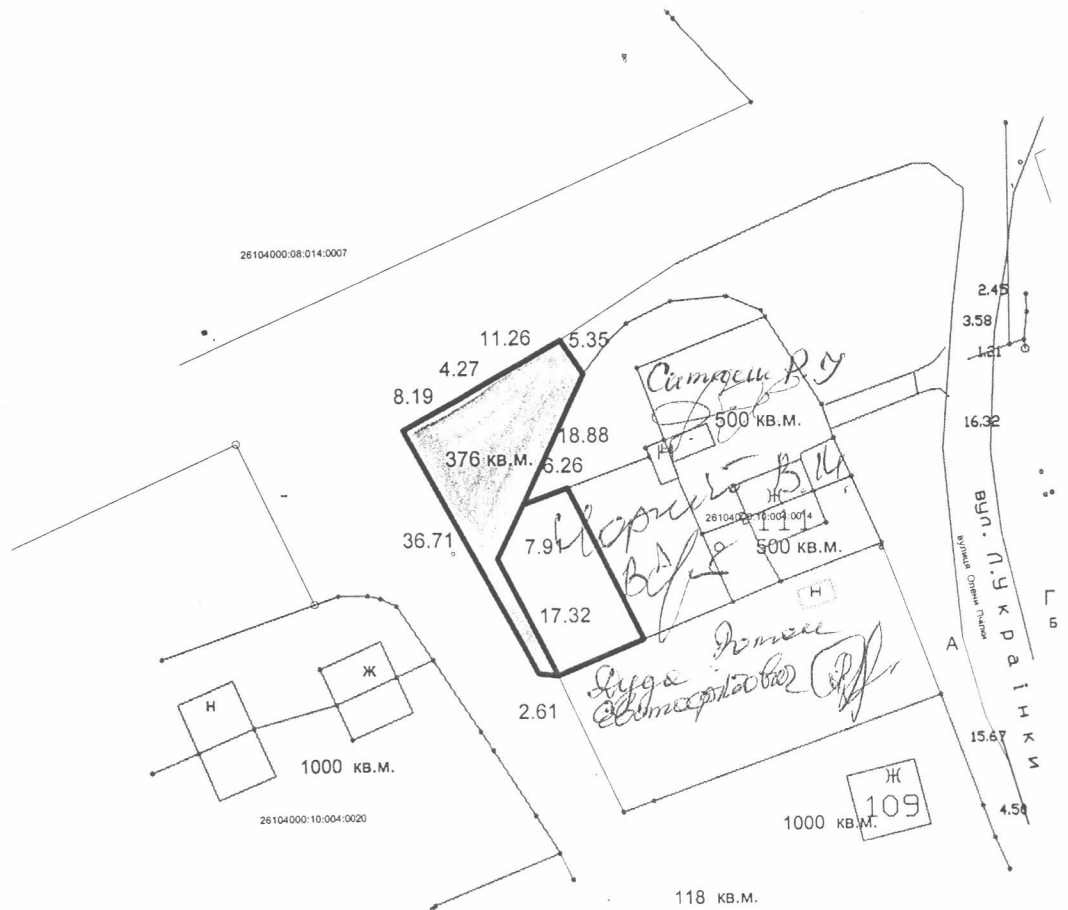 26104000:08:014:0007
2.45
3.58
1.21
11.26
5.35
4.27
8.19
500 кв.м.
16.32
18.88
376 кв.м.
6.26
Н
Ж
26104000:10:004:0014
111
36.71
7.91
500 кв.м.
вул. Л.Українки
вулиця Олени Пчілки
Н
17.32
Г
Б
А
Ж
Н
2.61
15.67
1000 кв.м.
Ж
109
4.56
26104000:10:004:0020
1000 кв.м.
118 кв.м.